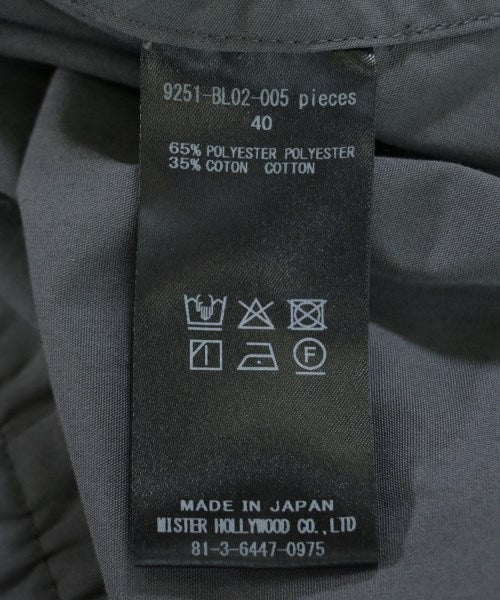 9251-BL02-005 pieces
40
65% POLYESTER POLYESTER
35% COTON COTTON
F
MADE IN JAPAN
MISTER HOLLYWOOD CO., LTD
81-3-6447-0975